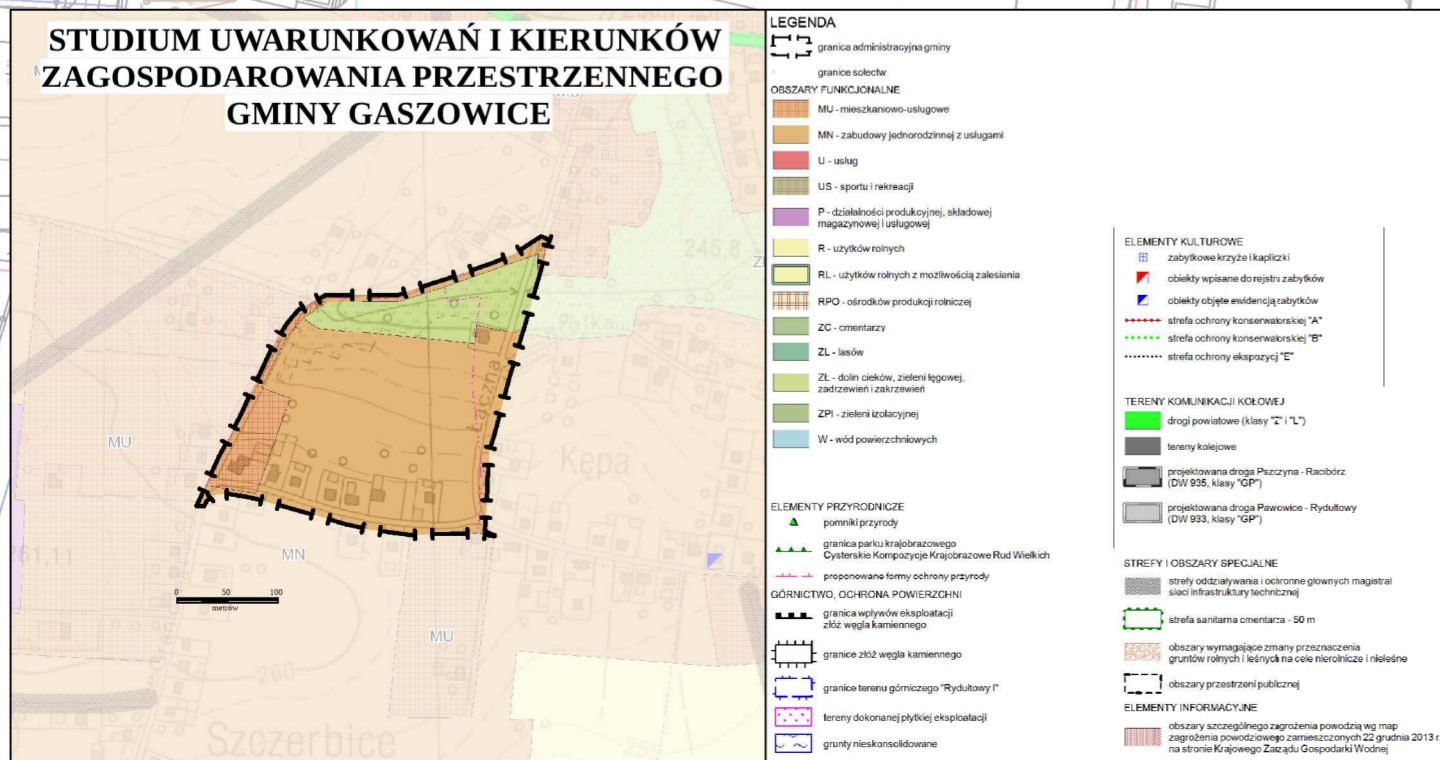 STUDIUM UWARUNKOWAŃ I KIERUNKÓW
ZAGOSPODAROWANIA PRZESTRZENNEGO
GMINY GASZOWICE
245,8
Łączna
Kępa
MU
261,11
MN
MU
260
Szczerbice
255
0 50 100
metrów
LEGENDA
granica administracyjna gminy
granice sołectw
OBSZARY FUNKCJONALNE
MU - mieszkaniowo-usługowe
MN - zabudowy jednorodzinnej z usługami
U - usług
US - sportu i rekreacji
P - działalności produkcyjnej, składowej
magazynowej i usługowej
R - użytków rolnych
RL - użytków rolnych z możliwością zalesienia
RPO - ośrodków produkcji rolniczej
ZC - cmentarzy
ZL - lasów
ZŁ - dolin cieków, zieleni łęgowej,
zadrzewień i zakrzewień
ZPI - zieleni izolacyjnej
W - wód powierzchniowych
ELEMENTY PRZYRODNICZE
pomniki przyrody
granica parku krajobrazowego
Cysterskie Kompozycje Krajobrazowe Rud Wielkich
proponowane formy ochrony przyrody
GÓRNICTWO, OCHRONA POWIERZCHNI
granica wpływów eksploatacji
złóż węgla kamiennego
granice złóż węgla kamiennego
granice terenu górniczego "Rydułtowy I"
tereny dokonanej płytkiej eksploatacji
grunty nieskonsolidowane
ELEMENTY KULTUROWE
zabytkowe krzyże i kapliczki
obiekty wpisane do rejestru zabytków
obiekty objęte ewidencją zabytków
strefa ochrony konserwatorskiej "A"
strefa ochrony konserwatorskiej "B"
strefa ochrony ekspozycji "E"
TERENY KOMUNIKACJI KOŁOWEJ
drogi powiatowe (klasy "Z" i "L")
tereny kolejowe
projektowana droga Pszczyna - Racibórz
(DW 935, klasy "GP")
projektowana droga Pawowice - Rydułtowy
(DW 933, klasy "GP")
STREFY I OBSZARY SPECJALNE
strefy oddziaływania i ochronne głównych magistral
sieci infrastruktury technicznej
strefa sanitarna cmentarza - 50 m
obszary wymagające zmany przeznaczenia
gruntów rolnych i leśnych na cele nierolnicze i nieleśne
obszary przestrzeni publicznej
ELEMENTY INFORMACYJNE
obszary szczególnego zagrożenia powodzią wg map
zagrożenia powodziowego zamieszczonych 22 grudnia 2013 r.
na stronie Krajowego Zarządu Gospodarki Wodnej